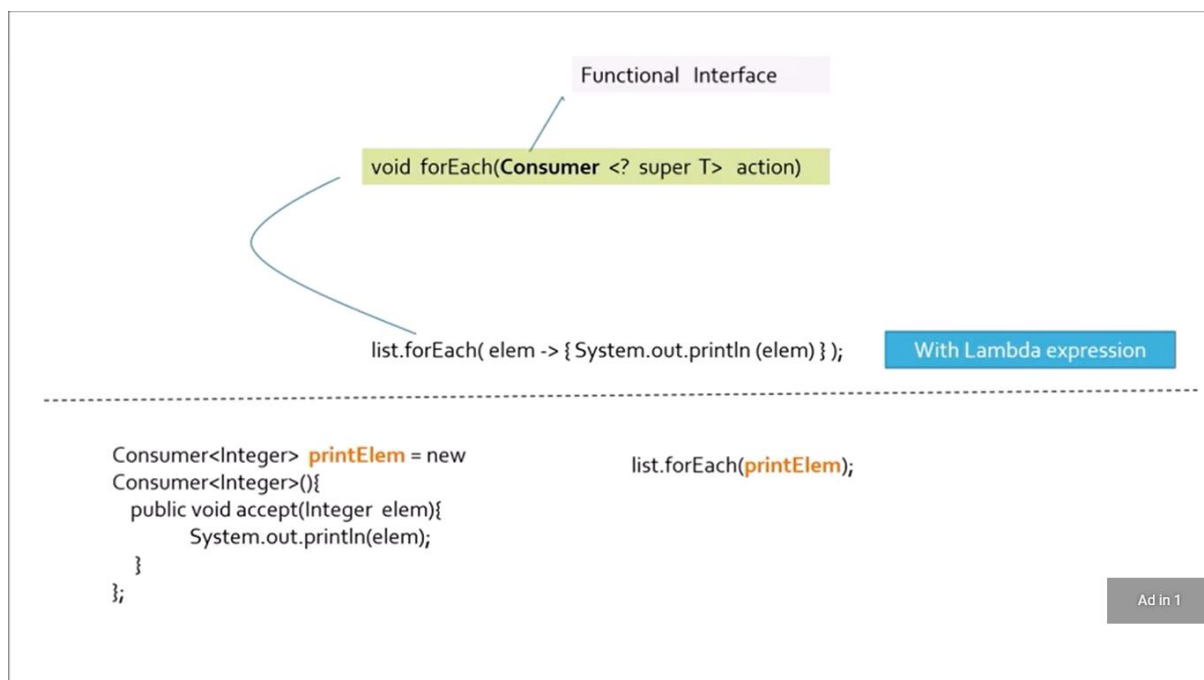 Functional Interface
void forEach(Consumer <? super T> action)
list.forEach( elem -> { System.out.println (elem) } );
With Lambda expression
Consumer<Integer> printElem = new
Consumer<Integer>(){
public void accept(Integer elem){
System.out.println(elem);
}
};
list.forEach(printElem);
Ad in 1